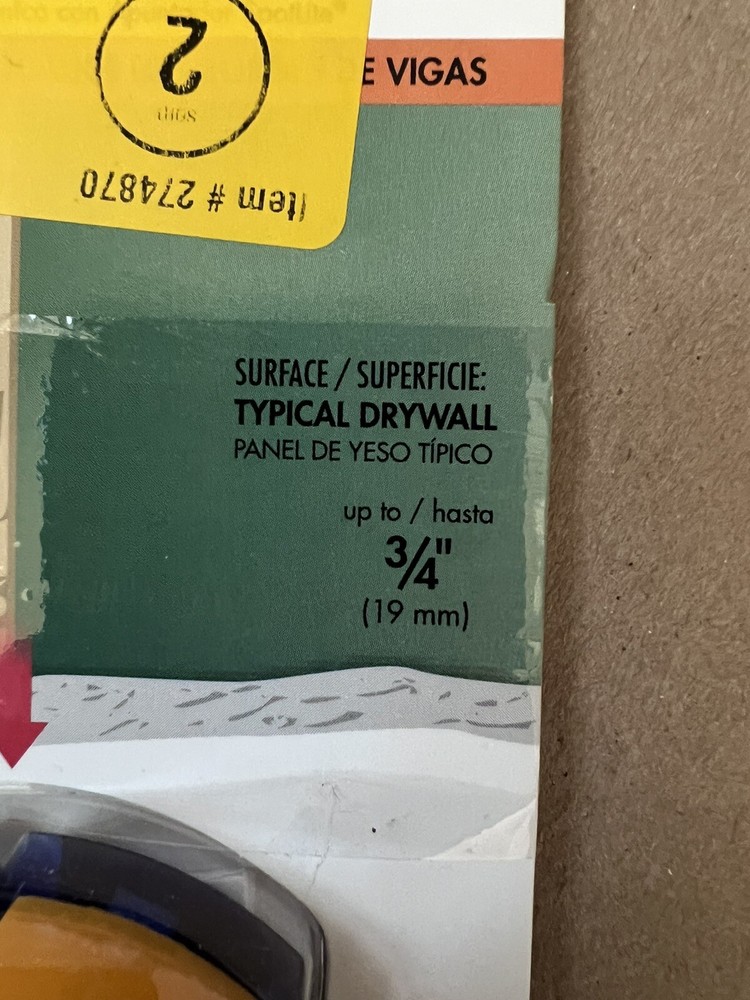 E VIGAS
2
Item # 274870
SURFACE / SUPERFICIE:
TYPICAL DRYWALL
PANEL DE YESO TÍPICO
up to / hasta
3/4"
(19 mm)